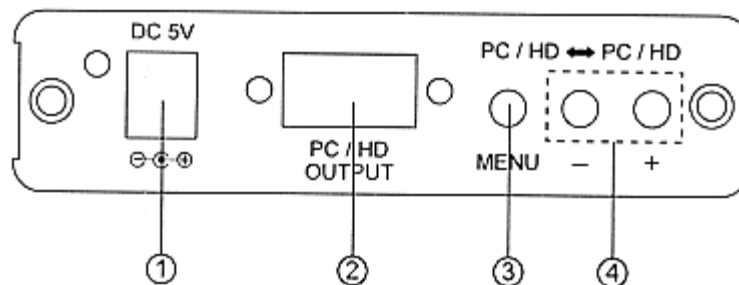 DC 5V
PC / HD ⬌ PC / HD
PC / HD
OUTPUT
MENU
− +
① ② ③ ④